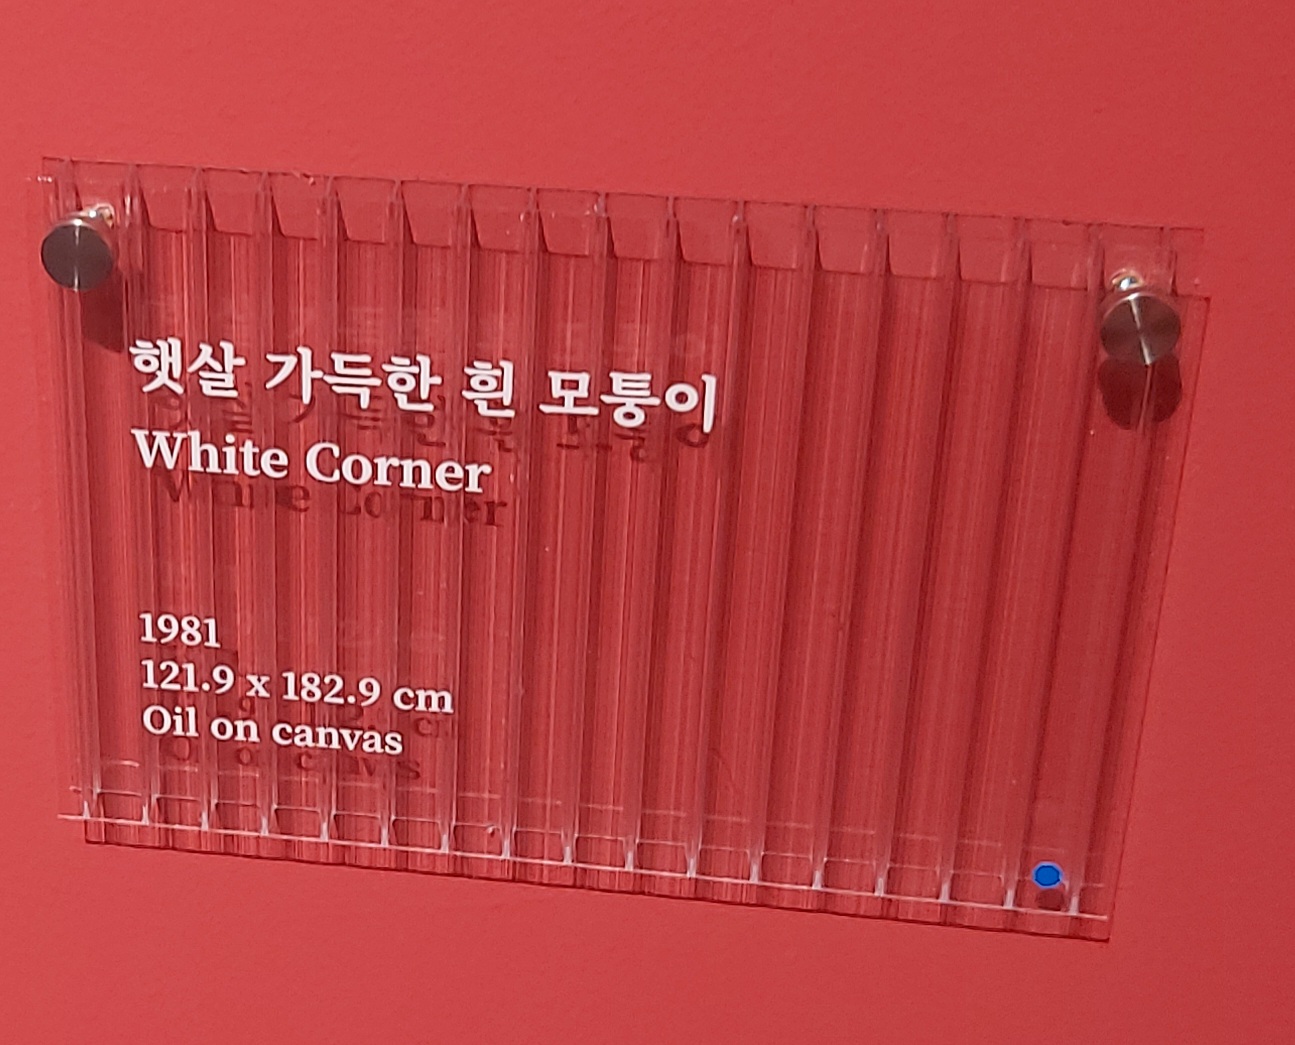 햇살 가득한 흰 모퉁이
White Corner
1981
121.9 x 182.9 cm
Oil on canvas